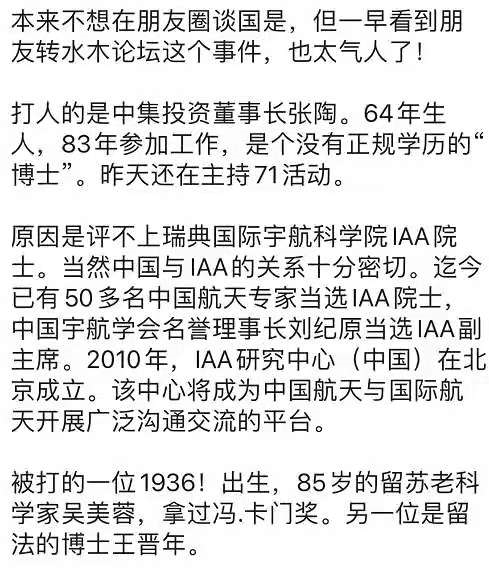 本来不想在朋友圈谈国是，但一早看到朋
友转水木论坛这个事件，也太气人了！
打人的是中集投资董事长张陶。64年生
人，83年参加工作，是个没有正规学历的“
博士”。昨天还在主持71活动。
原因是评不上瑞典国际宇航科学院IAA院
士。当然中国与IAA的关系十分密切。迄今
已有50多名中国航天专家当选IAA院士，
中国宇航学会名誉理事长刘纪原当选IAA副
主席。2010年，IAA研究中心（中国）在北
京成立。该中心将成为中国航天与国际航
天开展广泛沟通交流的平台。
被打的一位1936！出生，85岁的留苏老科
学家吴美蓉，拿过冯.卡门奖。另一位是留
法的博士王晋年。